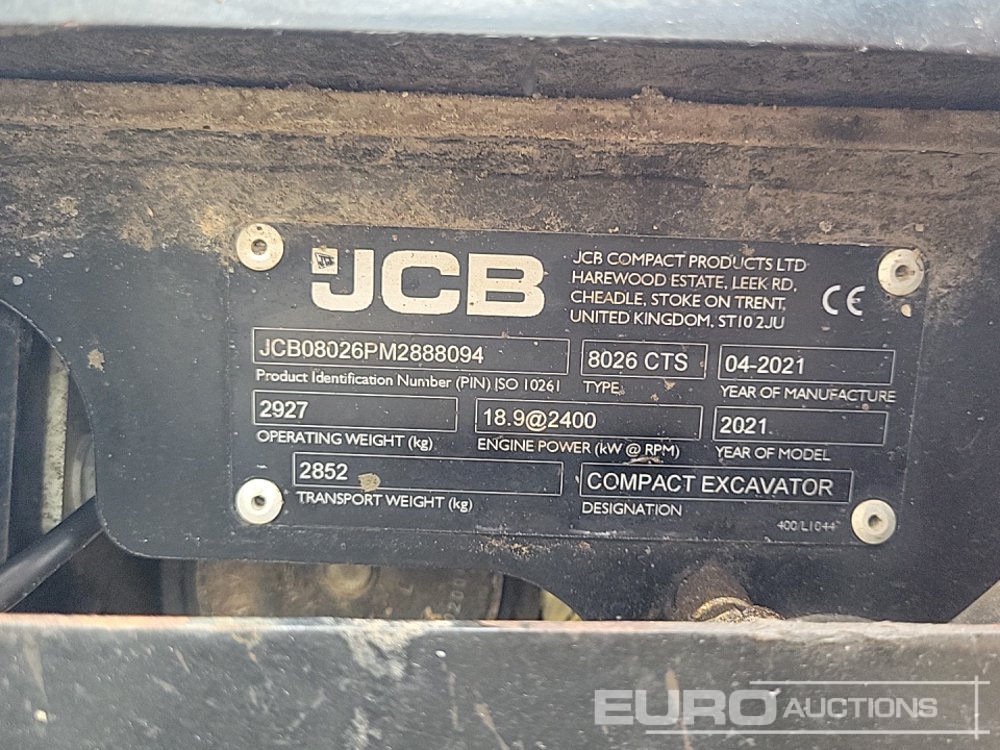 JCB
JCB COMPACT PRODUCTS LTD
HAREWOOD ESTATE, LEEK RD,
CHEADLE, STOKE ON TRENT,
UNITED KINGDOM, ST10 2JU
CE
JCB08026PM2888094
Product Identification Number (PIN) ISO 10261
8026 CTS
TYPE
04-2021
YEAR OF MANUFACTURE
2927
OPERATING WEIGHT (kg)
18.9@2400
ENGINE POWER (kW @ RPM)
2021
YEAR OF MODEL
2852
TRANSPORT WEIGHT (kg)
COMPACT EXCAVATOR
DESIGNATION
400/L1044
EURO AUCTIONS